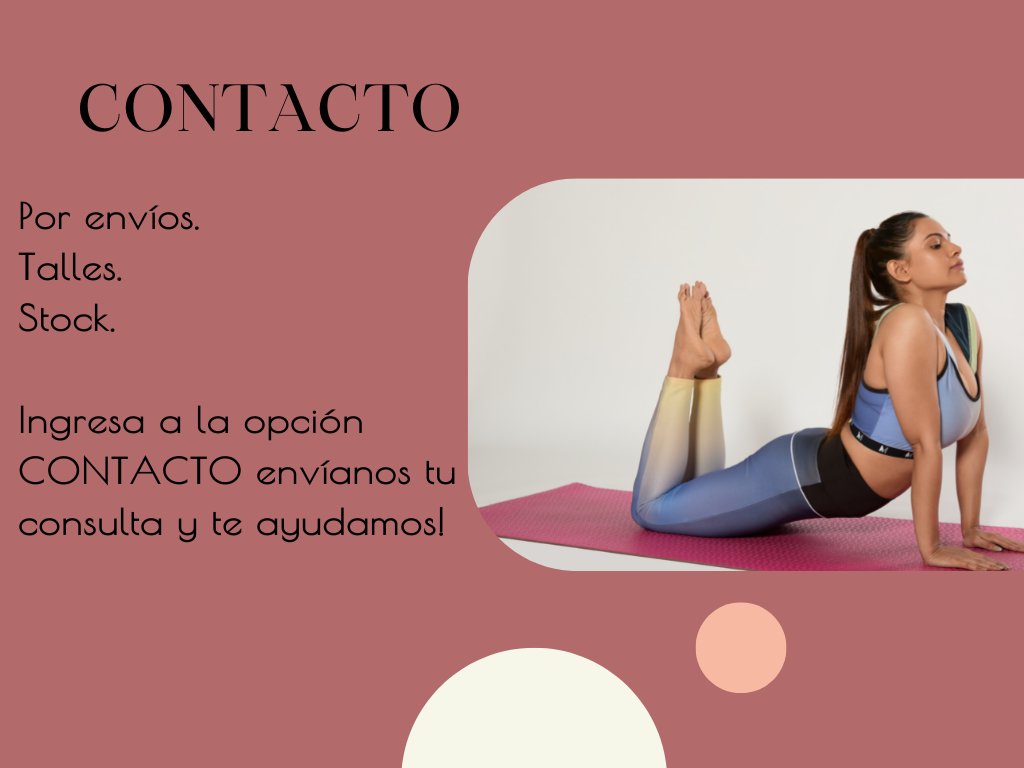 CONTACTO
Por envíos.
Talles.
Stock.
Ingresa a la opción
CONTACTO envíanos tu
consulta y te ayudamos!